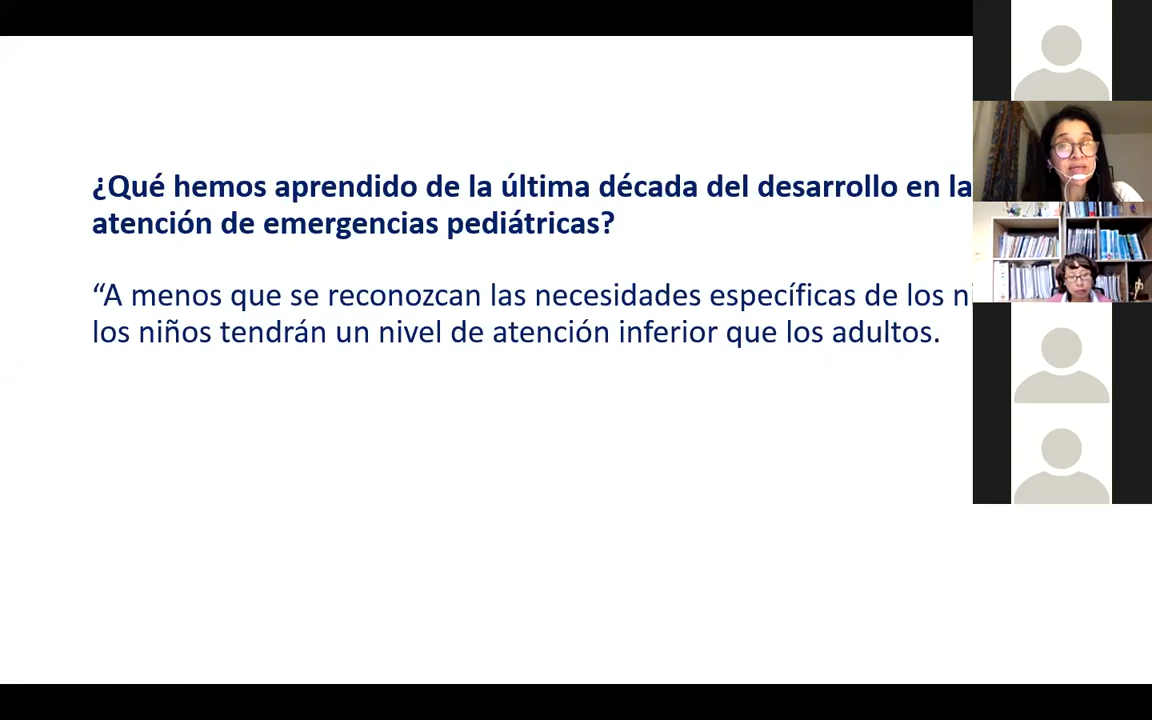 ¿Qué hemos aprendido de la última década del desarrollo en la
atención de emergencias pediátricas?
“A menos que se reconozcan las necesidades específicas de los
los niños tendrán un nivel de atención inferior que los adultos.